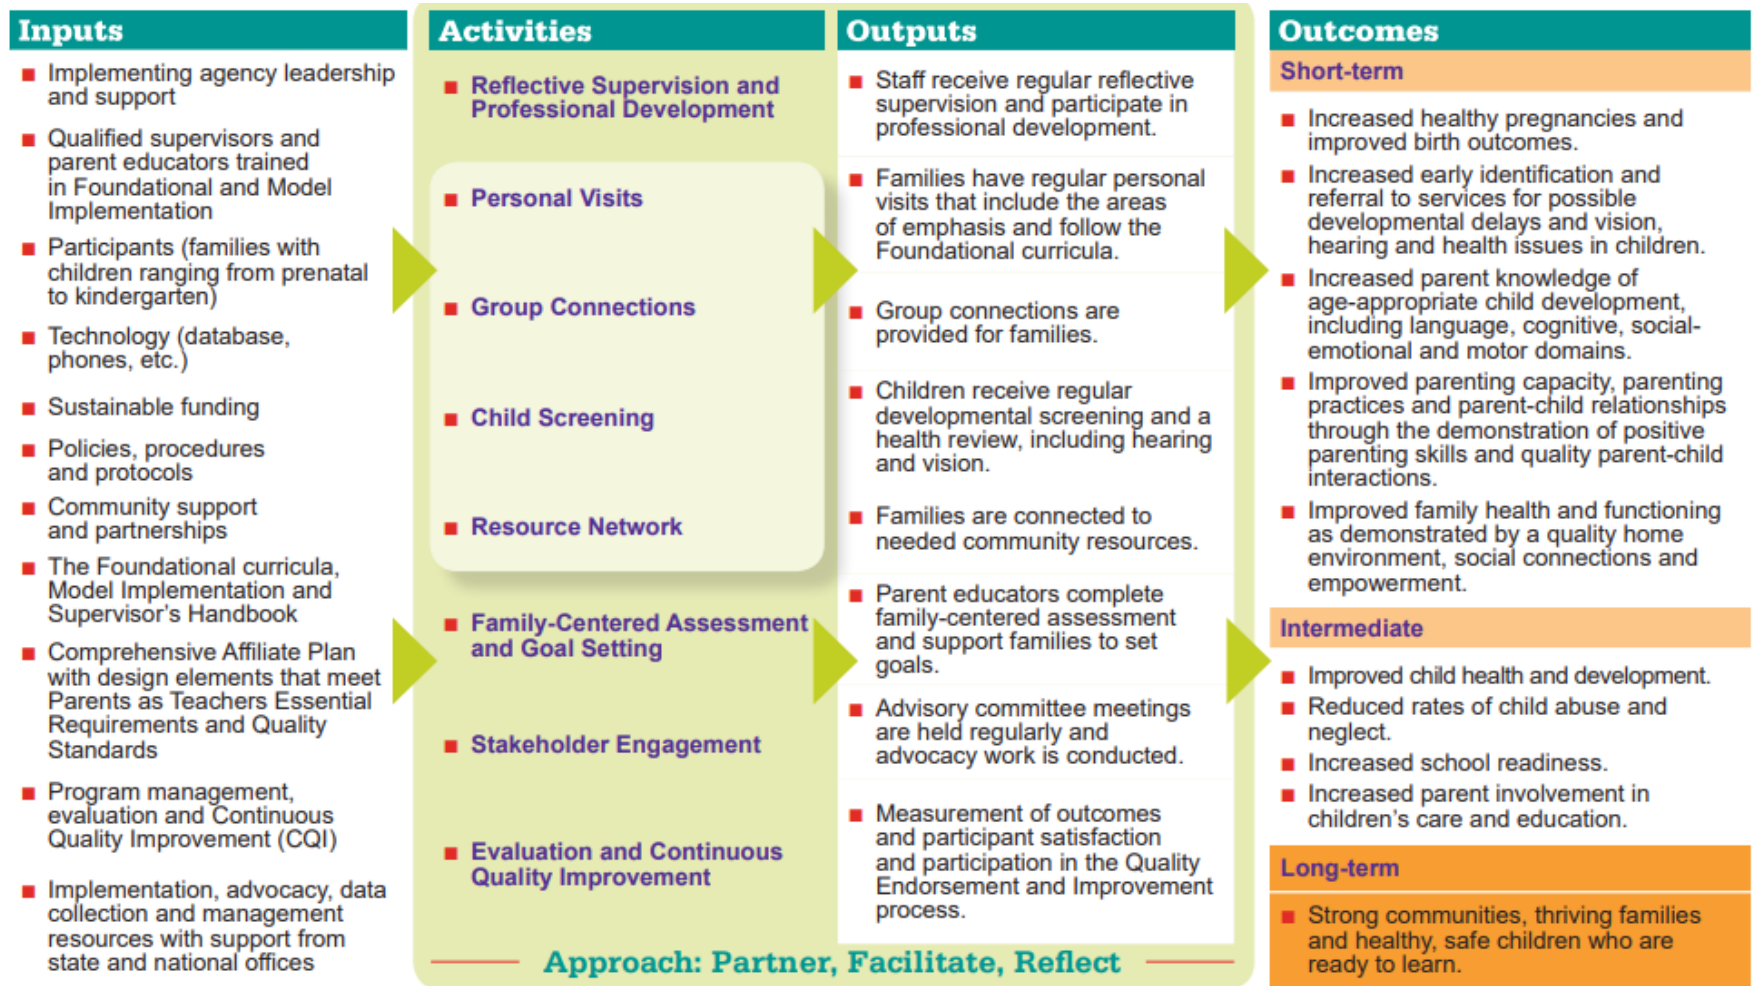 Inputs
Implementing agency leadership
and support
Qualified supervisors and
parent educators trained
in Foundational and Model
Implementation
Participants (families with
children ranging from prenatal
to kindergarten)
Technology (database,
phones, etc.)
Sustainable funding
Policies, procedures
and protocols
Community support
and partnerships
The Foundational curricula,
Model Implementation and
Supervisor's Handbook
Comprehensive Affiliate Plan
with design elements that meet
Parents as Teachers Essential
Requirements and Quality
Standards
Program management,
evaluation and Continuous
Quality Improvement (CQI)
Implementation, advocacy, data
collection and management
resources with support from
state and national offices
Activities
Reflective Supervision and
Professional Development
Personal Visits
Group Connections
Child Screening
Resource Network
Family-Centered Assessment
and Goal Setting
Stakeholder Engagement
Evaluation and Continuous
Quality Improvement
Outputs
Staff receive regular reflective
supervision and participate in
professional development.
Families have regular personal
visits that include the areas
of emphasis and follow the
Foundational curricula.
Group connections are
provided for families.
Children receive regular
developmental screening and a
health review, including hearing
and vision.
Families are connected to
needed community resources.
Parent educators complete
family-centered assessment
and support families to set
goals.
Advisory committee meetings
are held regularly and
advocacy work is conducted.
Measurement of outcomes
and participant satisfaction
and participation in the Quality
Endorsement and Improvement
process.
Approach: Partner, Facilitate, Reflect
Outcomes
Short-term
Increased healthy pregnancies and
improved birth outcomes.
Increased early identification and
referral to services for possible
developmental delays and vision,
hearing and health issues in children.
Increased parent knowledge of
age-appropriate child development,
including language, cognitive, social-
emotional and motor domains.
Improved parenting capacity, parenting
practices and parent-child relationships
through the demonstration of positive
parenting skills and quality parent-child
interactions.
Improved family health and functioning
as demonstrated by a quality home
environment, social connections and
empowerment.
Intermediate
Improved child health and development.
Reduced rates of child abuse and
neglect.
Increased school readiness.
Increased parent involvement in
children's care and education.
Long-term
Strong communities, thriving families
and healthy, safe children who are
ready to learn.